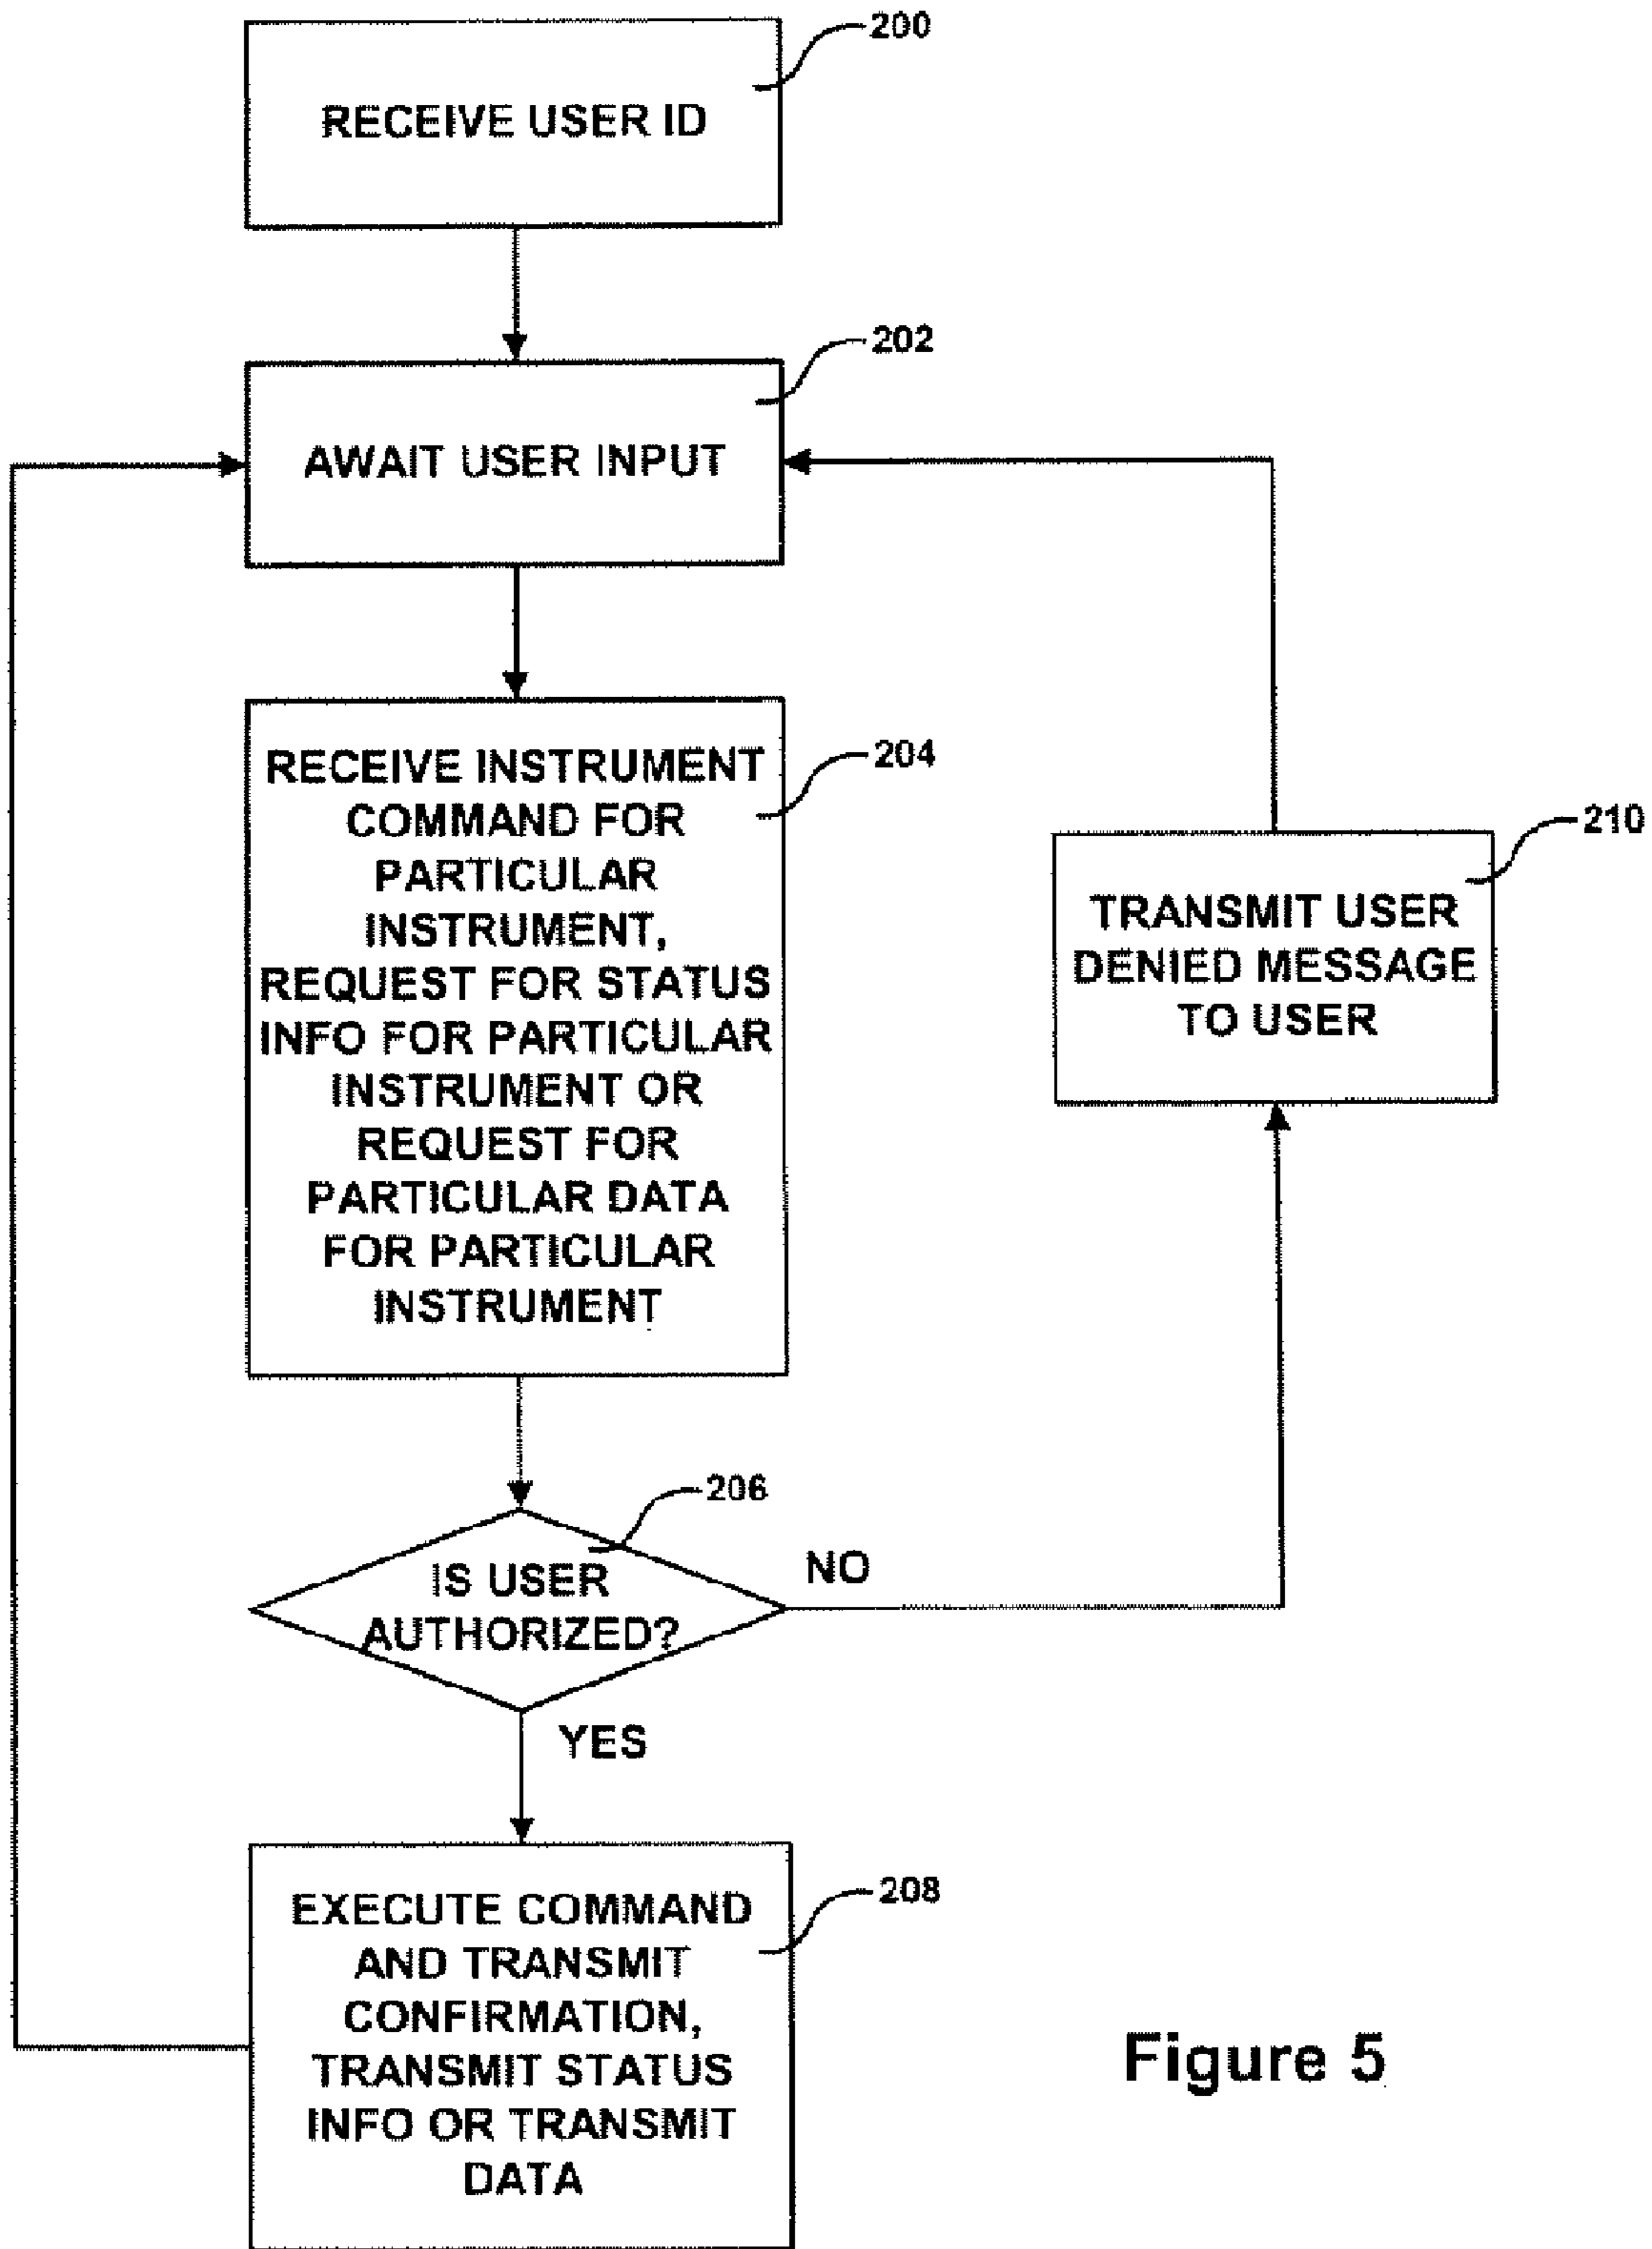 200
RECEIVE USER ID
202
AWAIT USER INPUT
204
RECEIVE INSTRUMENT
COMMAND FOR
PARTICULAR
INSTRUMENT,
REQUEST FOR STATUS
INFO FOR PARTICULAR
INSTRUMENT OR
REQUEST FOR
PARTICULAR DATA
FOR PARTICULAR
INSTRUMENT
210
TRANSMIT USER
DENIED MESSAGE
TO USER
206
IS USER
AUTHORIZED?
NO
YES
208
EXECUTE COMMAND
AND TRANSMIT
CONFIRMATION,
TRANSMIT STATUS
INFO OR TRANSMIT
DATA
Figure 5